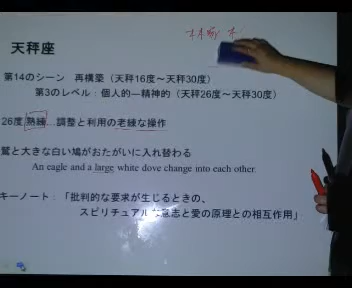 天秤座
第14のシーン 再構築（天秤16度～天秤30度）
第3のレベル：個人的―精神的（天秤26度～天秤30度）
26度 熟練…調整と利用の老練な操作
鷲と大きな白い鳩がおたがいに入れ替わる
An eagle and a large white dove change into each other.
キーノート：「批判的な要求が生じるときの、
スピリチュアルな意志と愛の原理との相互作用」